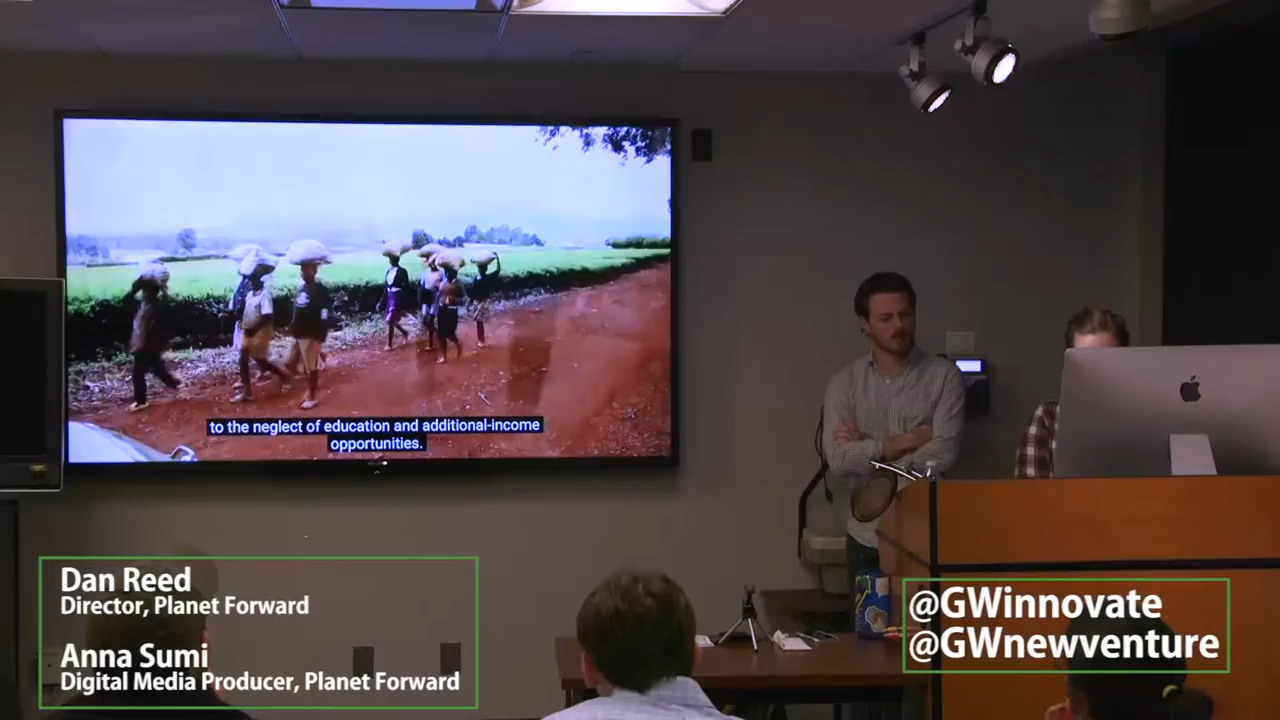 to the neglect of education and additional-income
opportunities.
Dan Reed
Director, Planet Forward
Anna Sumi
Digital Media Producer, Planet Forward
@GWinnovate
@GWnewventure